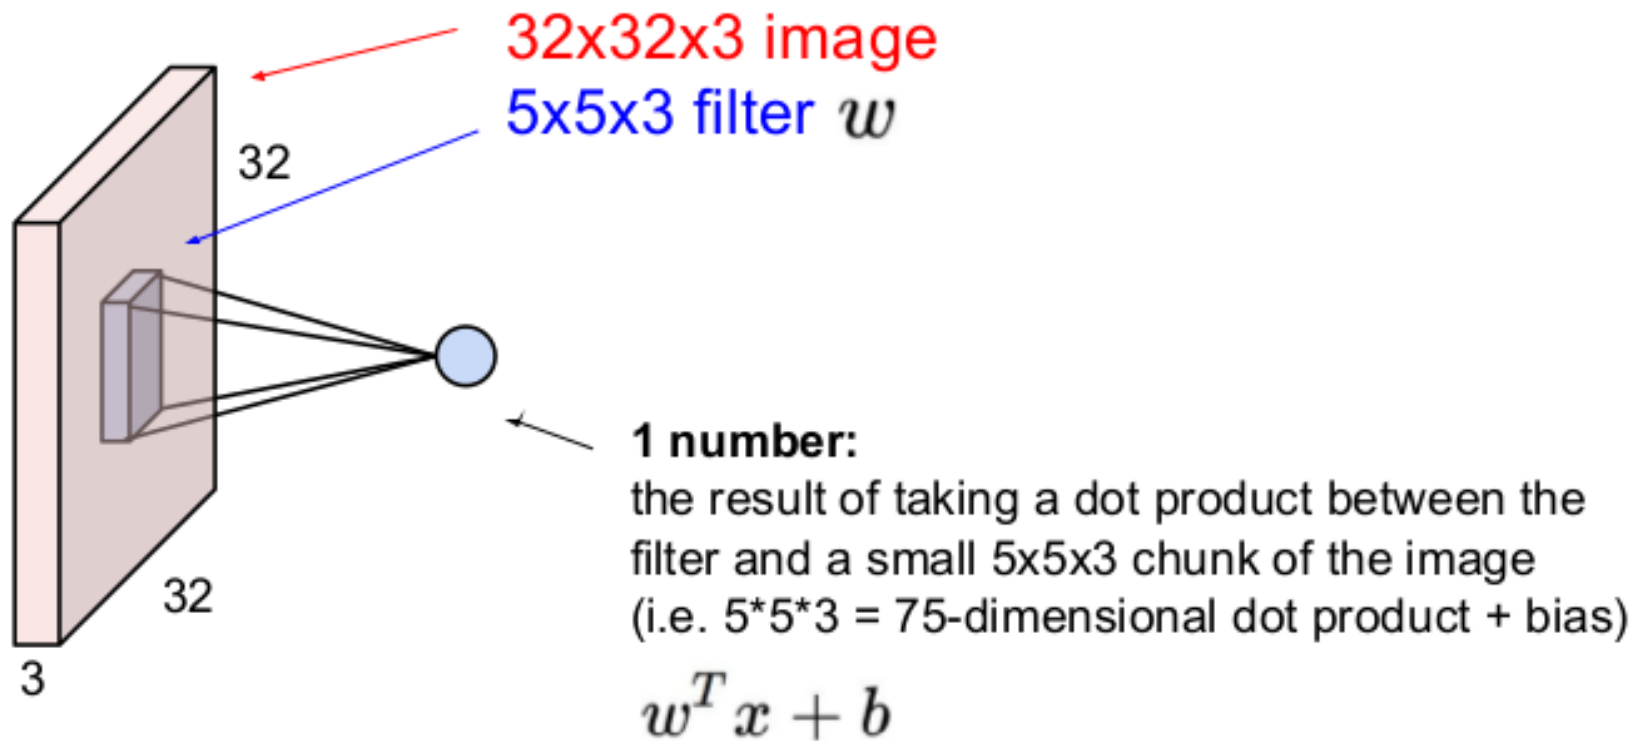 32x32x3 image
5x5x3 filter w
32
32
3
1 number:
the result of taking a dot product between the
filter and a small 5x5x3 chunk of the image
(i.e. 5*5*3 = 75-dimensional dot product + bias)
w^T x + b